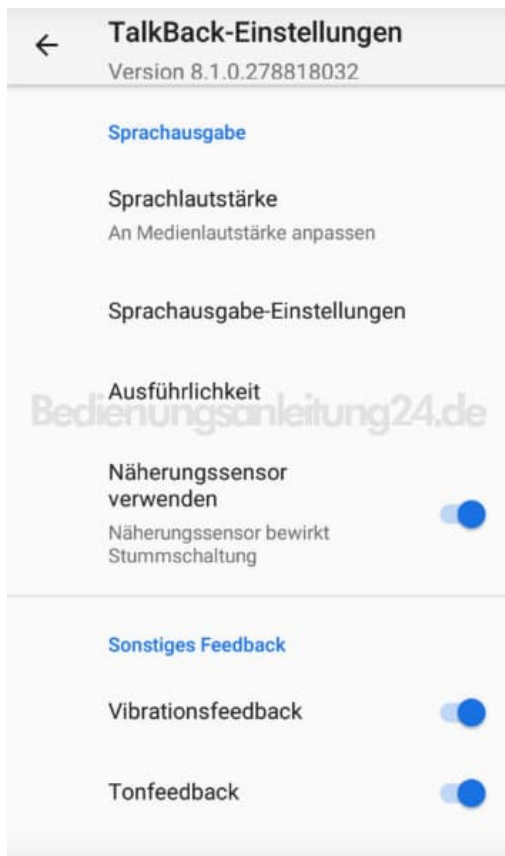 TalkBack-Einstellungen
Version 8.1.0.278818032
Sprachausgabe
Sprachlautstärke
An Medienlautstärke anpassen
Sprachausgabe-Einstellungen
Ausführlichkeit
Bedienungsanleitung24.de
Näherungssensor
verwenden
Näherungssensor bewirkt
Stummschaltung
Sonstiges Feedback
Vibrationsfeedback
Tonfeedback